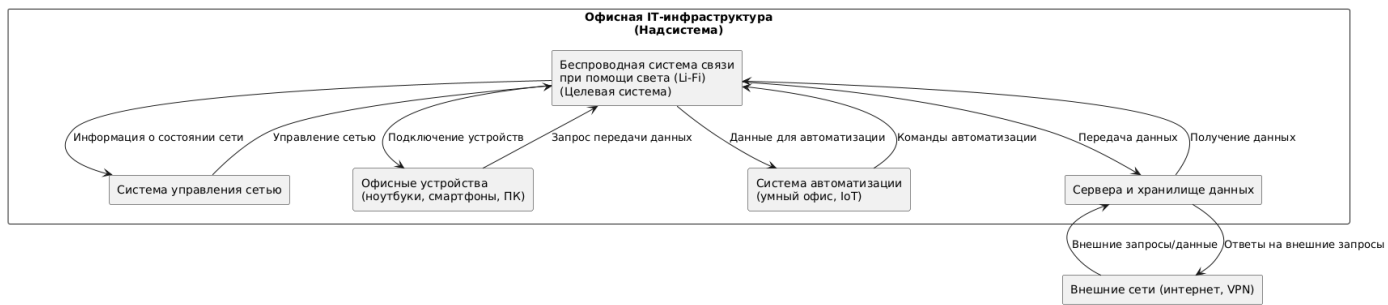 Офисная IT-инфраструктура
(Надсистема)
Беспроводная система связи
при помощи света (Li-Fi)
(Целевая система)
Информация о состоянии сети
Управление сетью
Подключение устройств
Запрос передачи данных
Данные для автоматизации
Команды автоматизации
Передача данных
Получение данных
Система управления сетью
Офисные устройства
(ноутбуки, смартфоны, ПК)
Система автоматизации
(умный офис, IoT)
Сервера и хранилище данных
Внешние запросы/данные
Ответы на внешние запросы
Внешние сети (интернет, VPN)